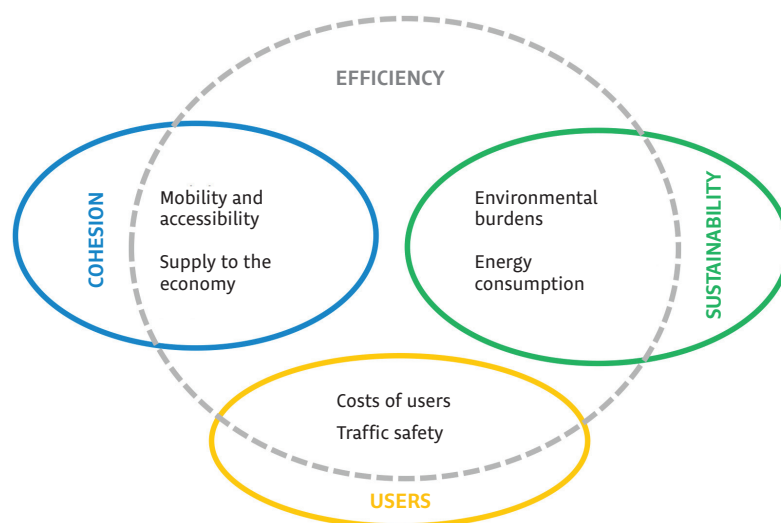 EFFICIENCY
COHESION
Mobility and
accessibility
Supply to the
economy
Environmental
burdens
Energy
consumption
SUSTAINABILITY
Costs of users
Traffic safety
USERS